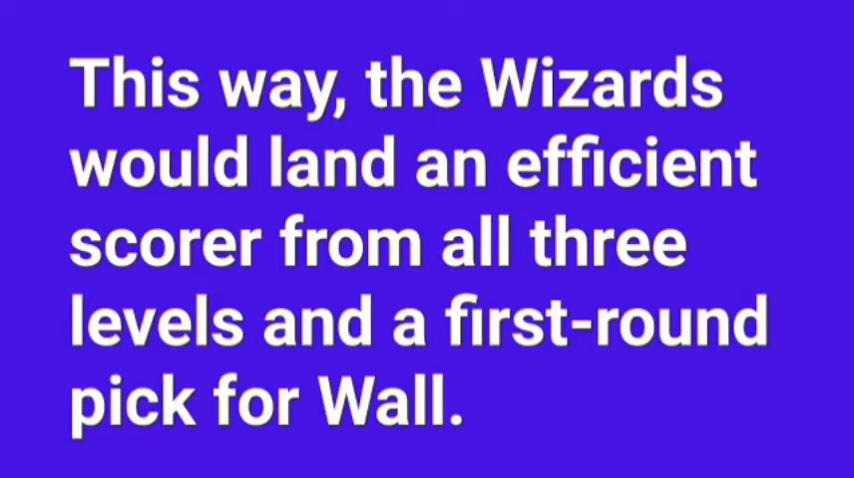 This way, the Wizards
would land an efficient
scorer from all three
levels and a first-round
pick for Wall.